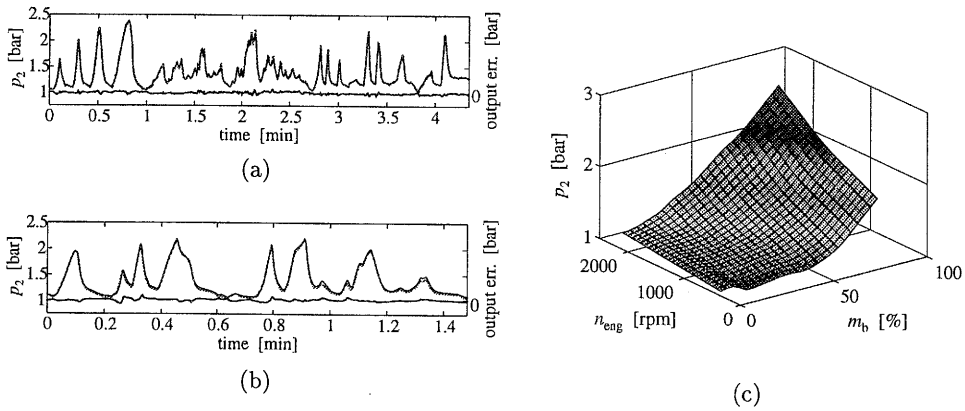 2.5
2
1.5
1
p2 [bar]
0
output err. [bar]
0 0.5 1 1.5 2 2.5 3 3.5 4
time [min]
(a)
2.5
2
1.5
1
p2 [bar]
0
output err. [bar]
0 0.2 0.4 0.6 0.8 1 1.2 1.4
time [min]
(b)
3
2
1
p2 [bar]
2000
1000
0
neng [rpm]
0
50
100
mb [%]
(c)